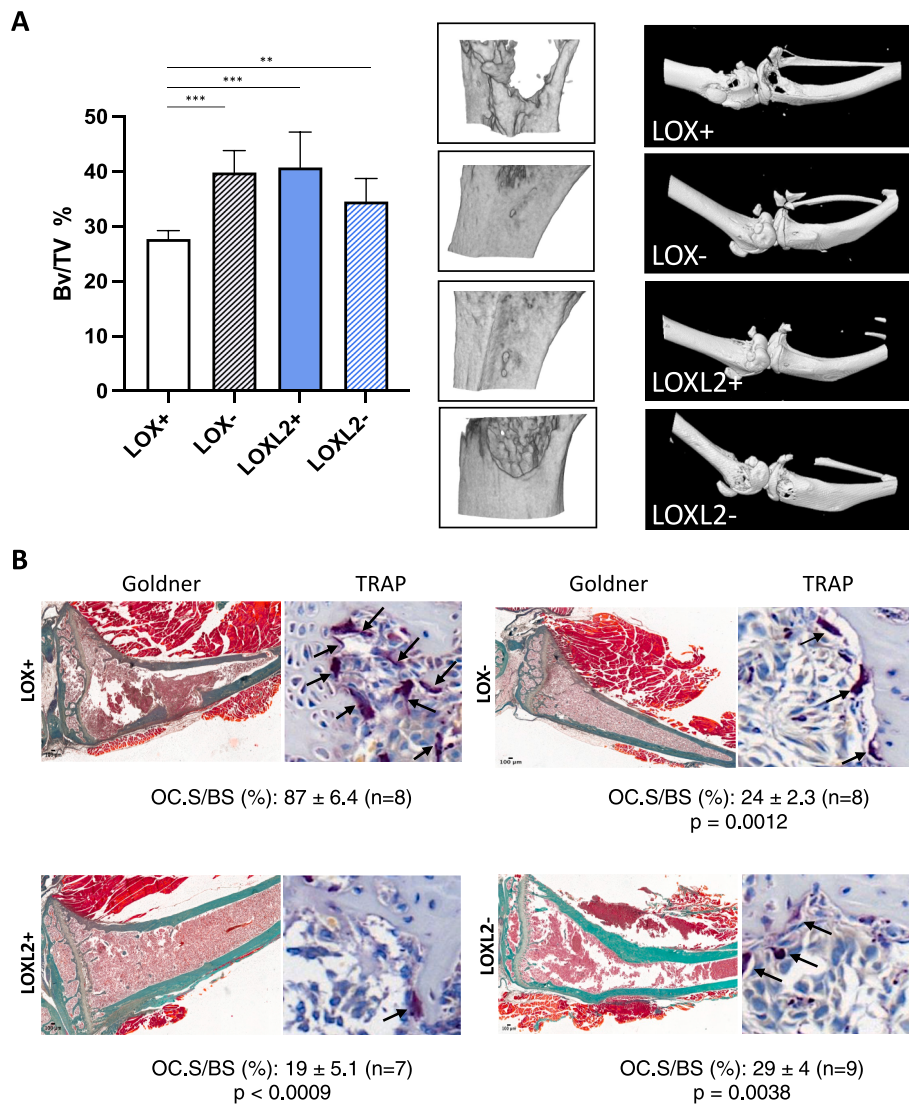 A
**
***
***
50
40
30
20
10
0
Bv/TV %
LOX+
LOX-
LOXL2+
LOXL2-
LOX+
LOX-
LOXL2+
LOXL2-
B
Goldner
TRAP
Goldner
TRAP
LOX+
LOX-
100 µm
OC.S/BS (%): 87 ± 6.4 (n=8)
OC.S/BS (%): 24 ± 2.3 (n=8)
p = 0.0012
LOXL2+
LOXL2-
OC.S/BS (%): 19 ± 5.1 (n=7)
p < 0.0009
OC.S/BS (%): 29 ± 4 (n=9)
p = 0.0038